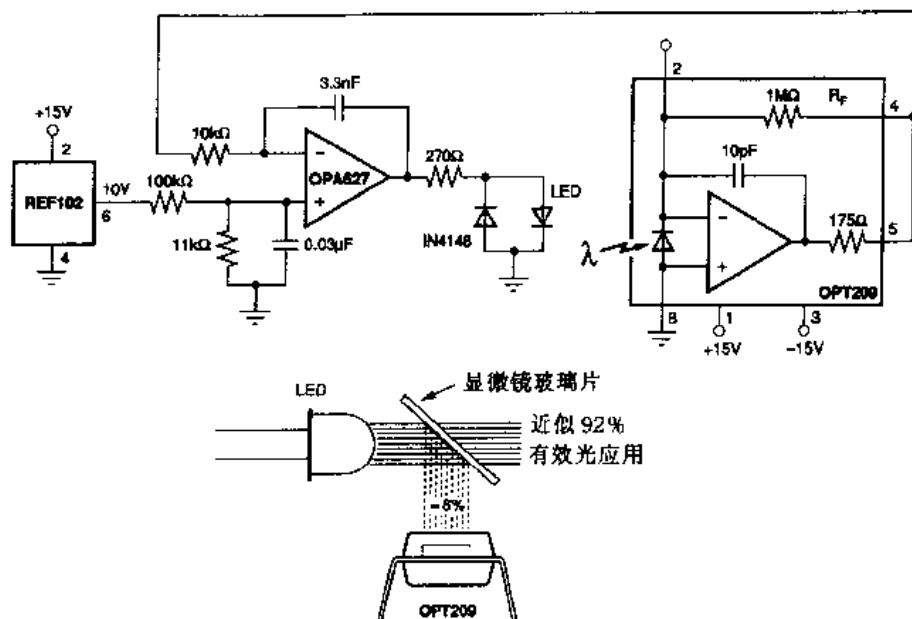 +15V
2
REF102
10V
6
4
100kΩ
11kΩ
0.03μF
10kΩ
3.3nF
−
+
OPA627
270Ω
LED
IN4148
2
1MΩ
RF
4
10pF
−
+
175Ω
5
λ
OPT209
8
1
3
+15V
−15V
LED
显微镜玻璃片
近似 92%
有效光应用
~8%
OPT209